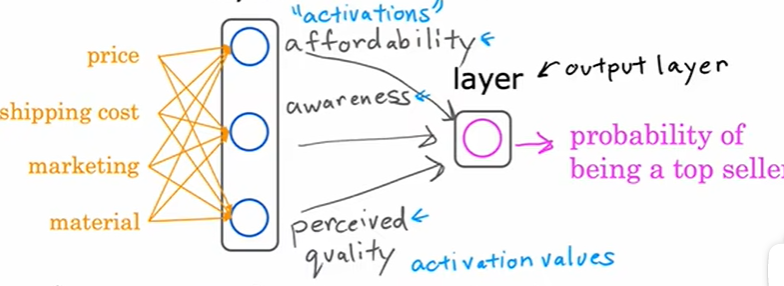 "activations"
price
affordability
layer
output layer
shipping cost
awareness
marketing
probability of
being a top selle
material
perceived
quality
activation values